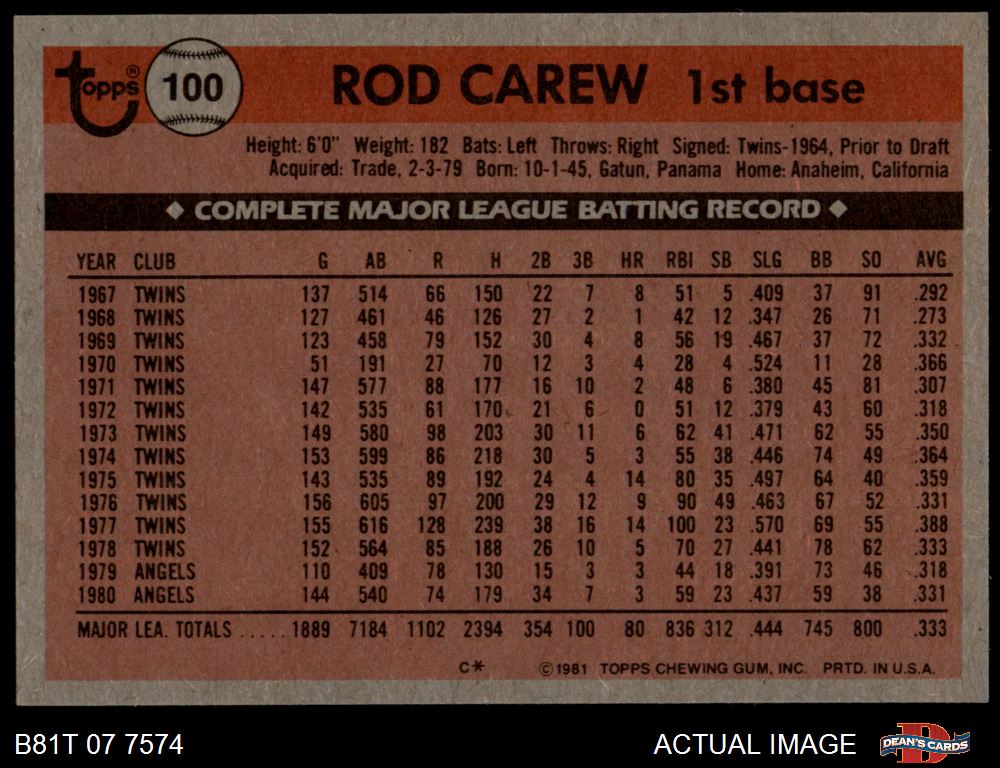 Topps® 100 ROD CAREW 1st base
Height: 6'0" Weight: 182 Bats: Left Throws: Right Signed: Twins-1964, Prior to Draft
Acquired: Trade, 2-3-79 Born: 10-1-45, Gatun, Panama Home: Anaheim, California
◆ COMPLETE MAJOR LEAGUE BATTING RECORD ◆
YEAR CLUB G AB R H 2B 3B HR RBI SB SLG BB SO AVG
1967 TWINS 137 514 66 150 22 7 8 51 5 .409 37 91 .292
1968 TWINS 127 461 46 126 27 2 1 42 12 .347 26 71 .273
1969 TWINS 123 458 79 152 30 4 8 56 19 .467 37 72 .332
1970 TWINS 51 191 27 70 12 3 4 28 4 .524 11 28 .366
1971 TWINS 147 577 88 177 16 10 2 48 6 .380 45 81 .307
1972 TWINS 142 535 61 170 21 6 0 51 12 .379 43 60 .318
1973 TWINS 149 580 98 203 30 11 6 62 41 .471 62 55 .350
1974 TWINS 153 599 86 218 30 5 3 55 38 .446 74 49 .364
1975 TWINS 143 535 89 192 24 4 14 80 35 .497 64 40 .359
1976 TWINS 156 605 97 200 29 12 9 90 49 .463 67 52 .331
1977 TWINS 155 616 128 239 38 16 14 100 23 .570 69 55 .388
1978 TWINS 152 564 85 188 26 10 5 70 27 .441 78 62 .333
1979 ANGELS 110 409 78 130 15 3 3 44 18 .391 73 46 .318
1980 ANGELS 144 540 74 179 34 7 3 59 23 .437 59 38 .331
MAJOR LEA. TOTALS ..... 1889 7184 1102 2394 354 100 80 836 312 .444 745 800 .333
C* ©1981 TOPPS CHEWING GUM, INC. PRTD. IN U.S.A.
B81T 07 7574 ACTUAL IMAGE DEAN'S CARDS